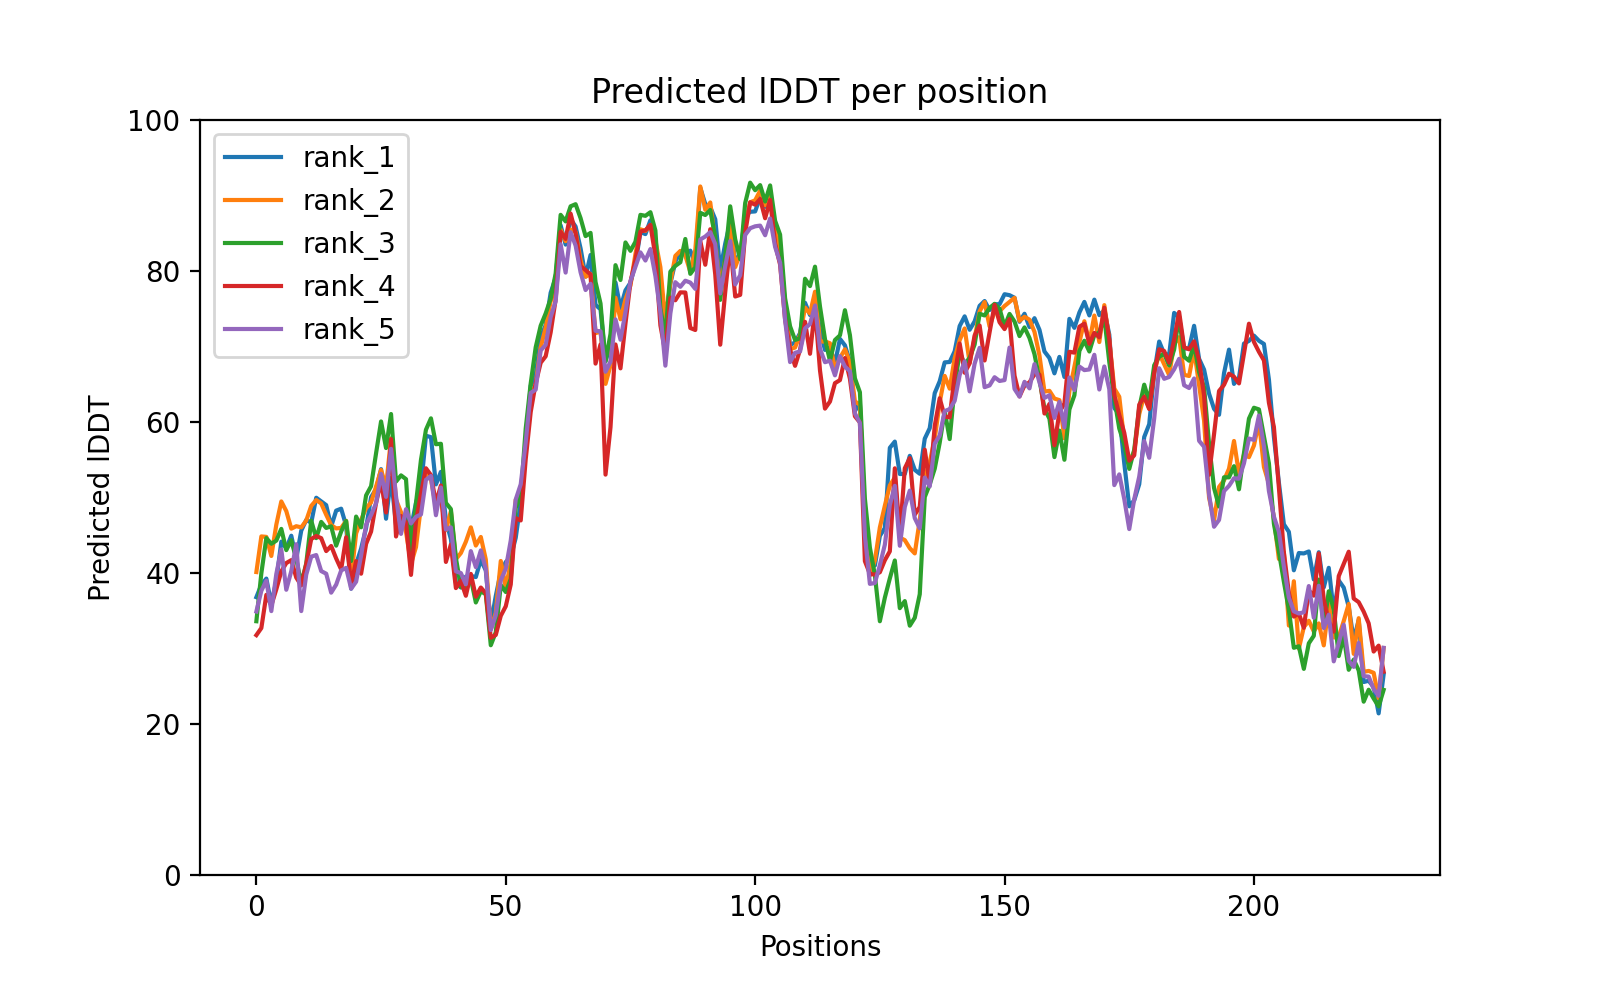 Predicted lDDT per position
100
80
60
40
20
0
Predicted lDDT
rank_1
rank_2
rank_3
rank_4
rank_5
0 50 100 150 200
Positions